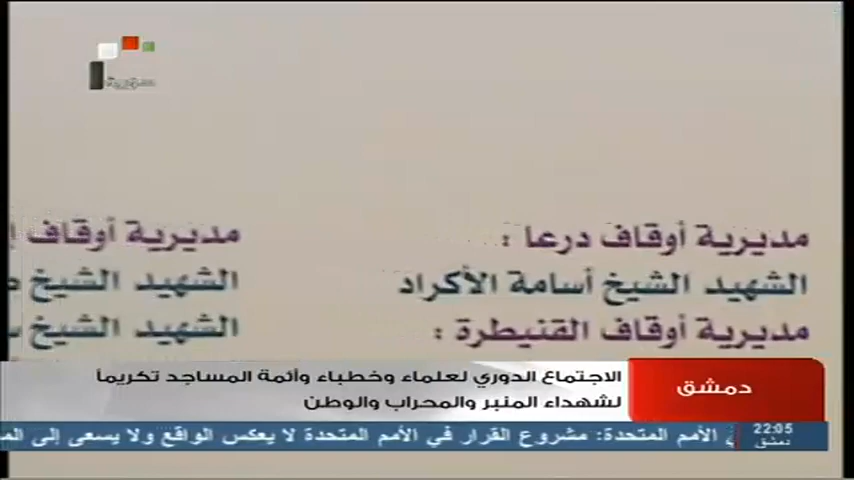 سورية
مديرية أوقاف درعا :
الشهيد الشيخ أسامة الأكراد
مديرية أوقاف القنيطرة :
مديرية أوقاف
الشهيد الشيخ
الشهيد الشيخ
دمشق
الاجتماع الدوري لعلماء وخطباء وأئمة المساجد تكريماً
لشهداء المنبر والمحراب والوطن
22:05
دمشق
الأمم المتحدة: مشروع القرار في الأمم المتحدة لا يعكس الواقع ولا يسعى إلى